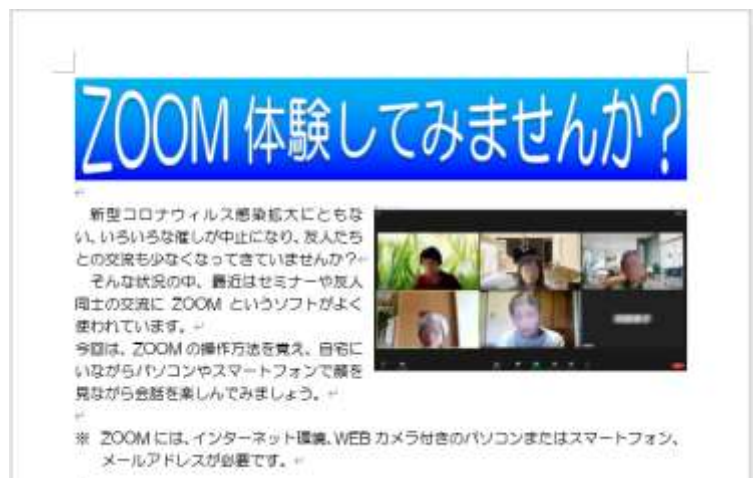 ZOOM 体験してみませんか?
新型コロナウィルス感染拡大にともな
い、いろいろな催しが中止になり、友人たち
との交流も少なくなってきていませんか?
そんな状況の中、最近はセミナーや友人
同士の交流に ZOOM というソフトがよく
使われています。
今回は、ZOOM の操作方法を覚え、自宅に
いながらパソコンやスマートフォンで顔を
見ながら会話を楽しんでみましょう。
※ ZOOM には、インターネット環境、WEB カメラ付きのパソコンまたはスマートフォン、
メールアドレスが必要です。